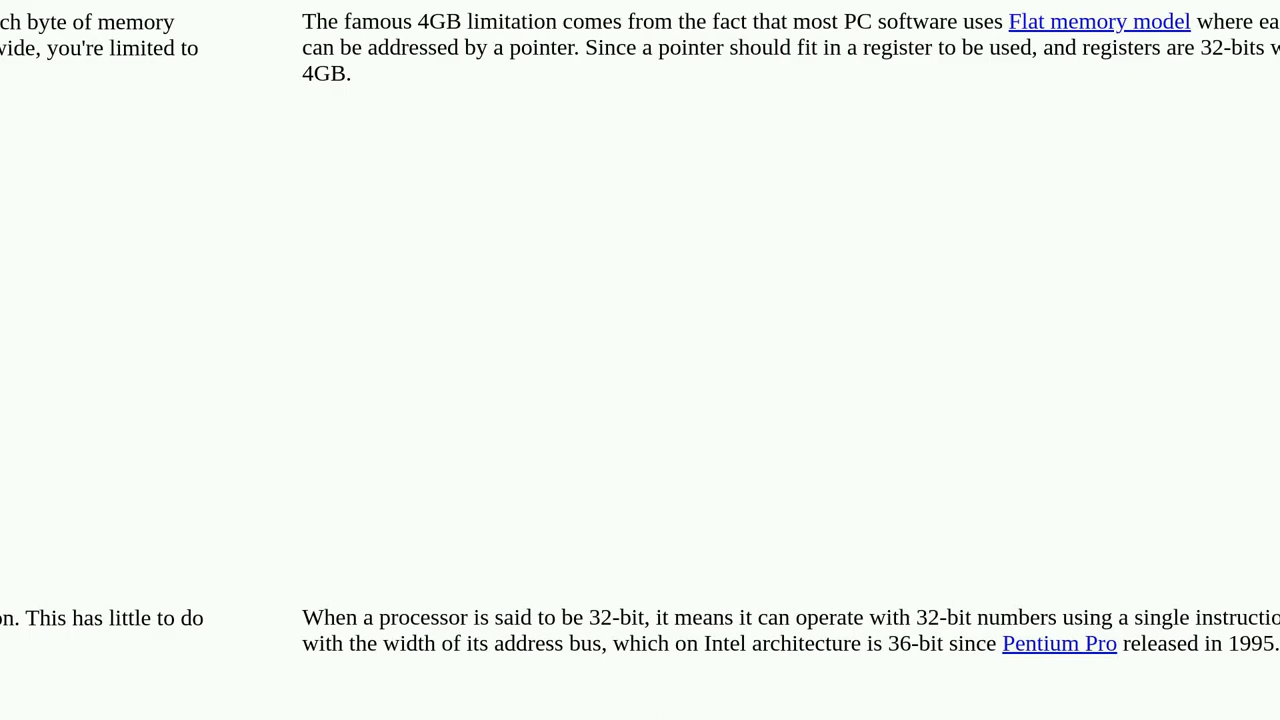 ch byte of memory
wide, you're limited to
The famous 4GB limitation comes from the fact that most PC software uses Flat memory model where ea
can be addressed by a pointer. Since a pointer should fit in a register to be used, and registers are 32-bits w
4GB.
on. This has little to do
When a processor is said to be 32-bit, it means it can operate with 32-bit numbers using a single instructio
with the width of its address bus, which on Intel architecture is 36-bit since Pentium Pro released in 1995.